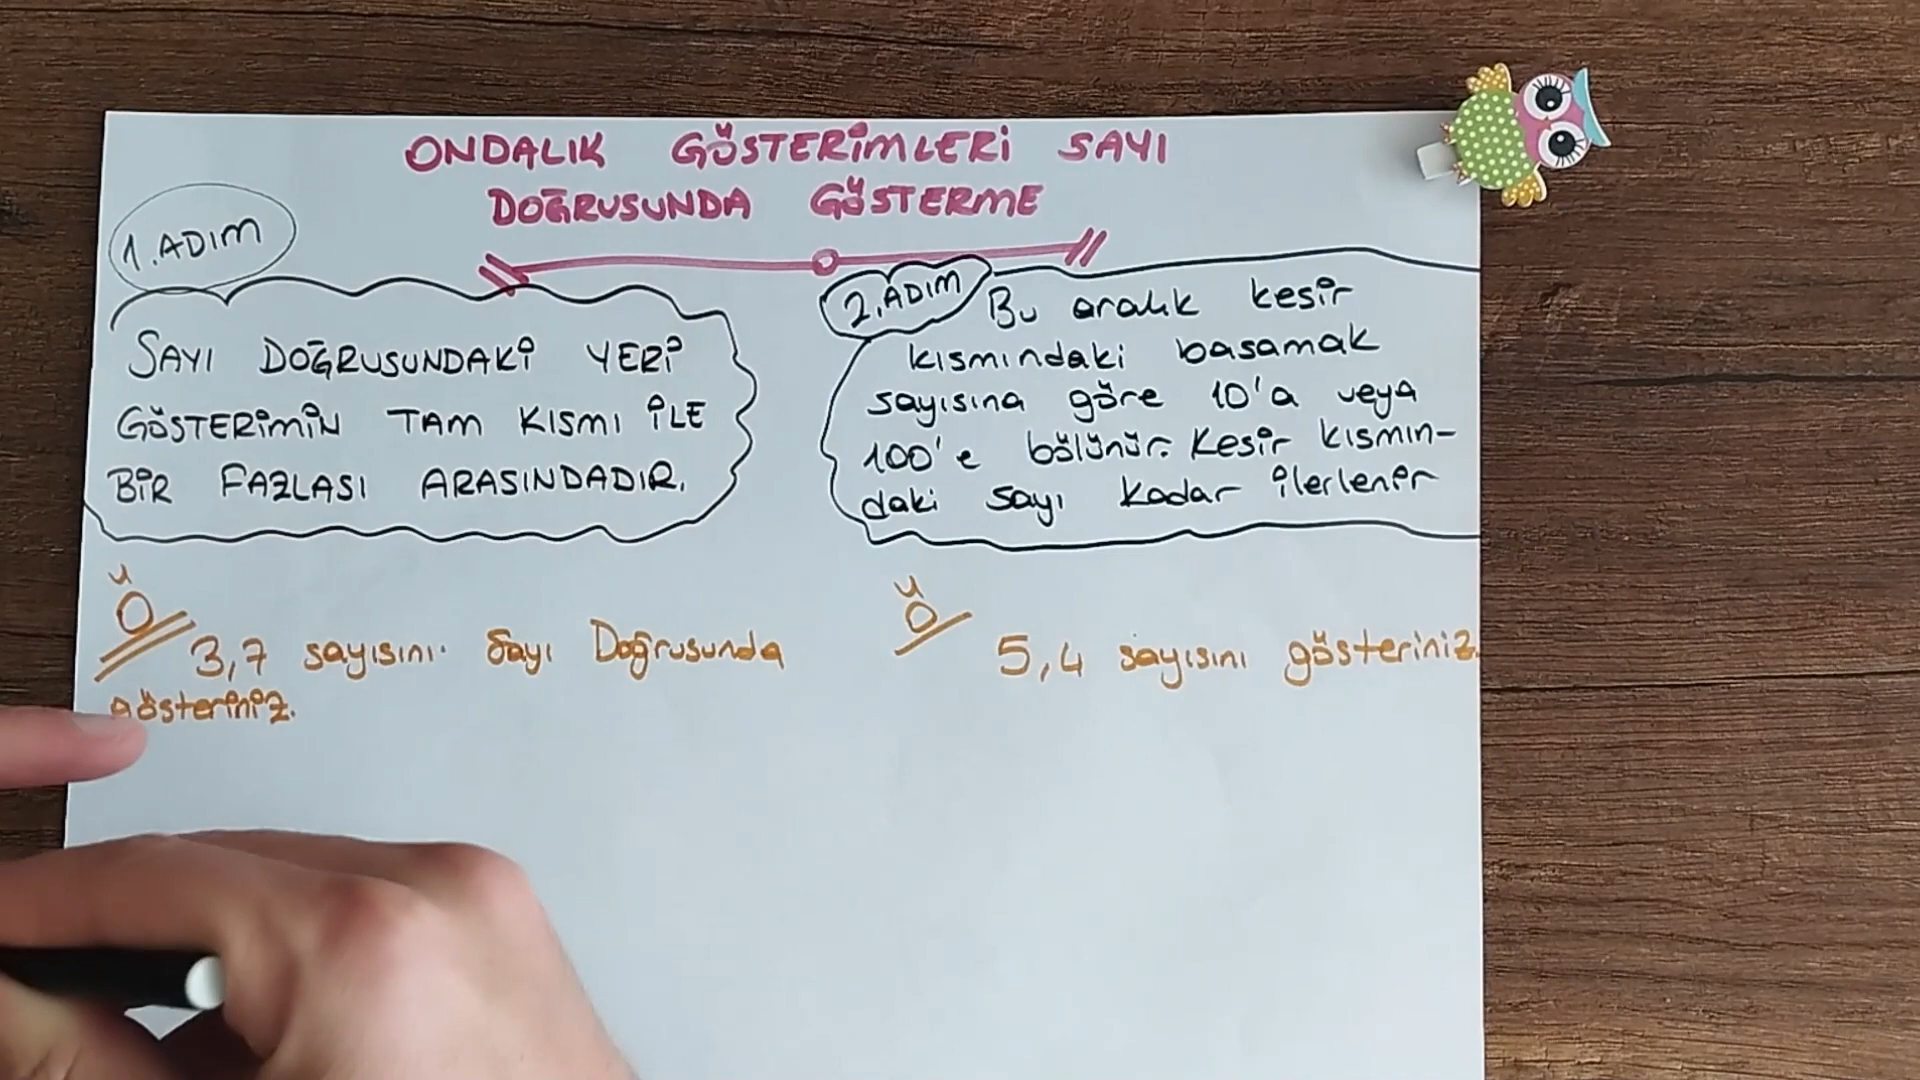 ONDALIK GÖSTERİMLERİ SAYI
DOĞRUSUNDA GÖSTERME
1. ADIM
SAYI DOĞRUSUNDAKİ YERİ
GÖSTERİMİN TAM KISMI İLE
BİR FAZLASI ARASINDADIR.
2. ADIM
Bu aralık kesir
kısmındaki basamak
sayısına göre 10'a veya
100'e bölünür. Kesir kısmın-
daki sayı kadar ilerlenir
Ö
3,7 sayısını Sayı Doğrusunda
gösteriniz.
Ö
5,4 sayısını gösteriniz.